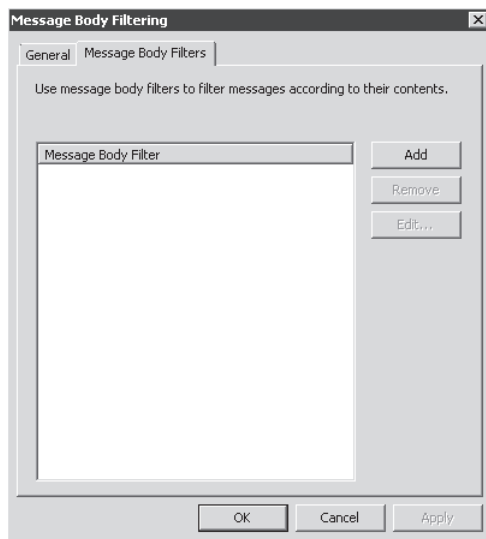 Message Body Filtering
General
Message Body Filters
Use message body filters to filter messages according to their contents.
Message Body Filter
Add
Remove
Edit...
OK
Cancel
Apply